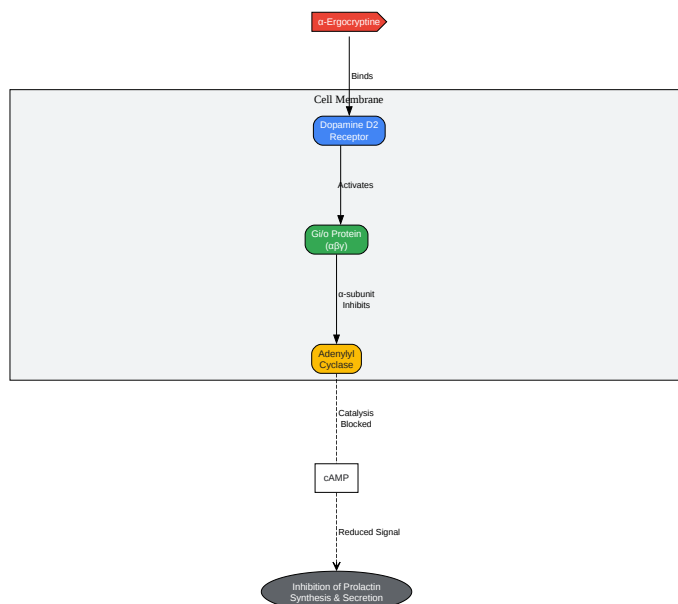 α-Ergocryptine
Binds
Cell Membrane
Dopamine D2
Receptor
Activates
Gi/o Protein
(αβγ)
α-subunit
Inhibits
Adenylyl
Cyclase
Catalysis
Blocked
cAMP
Reduced Signal
Inhibition of Prolactin
Synthesis & Secretion